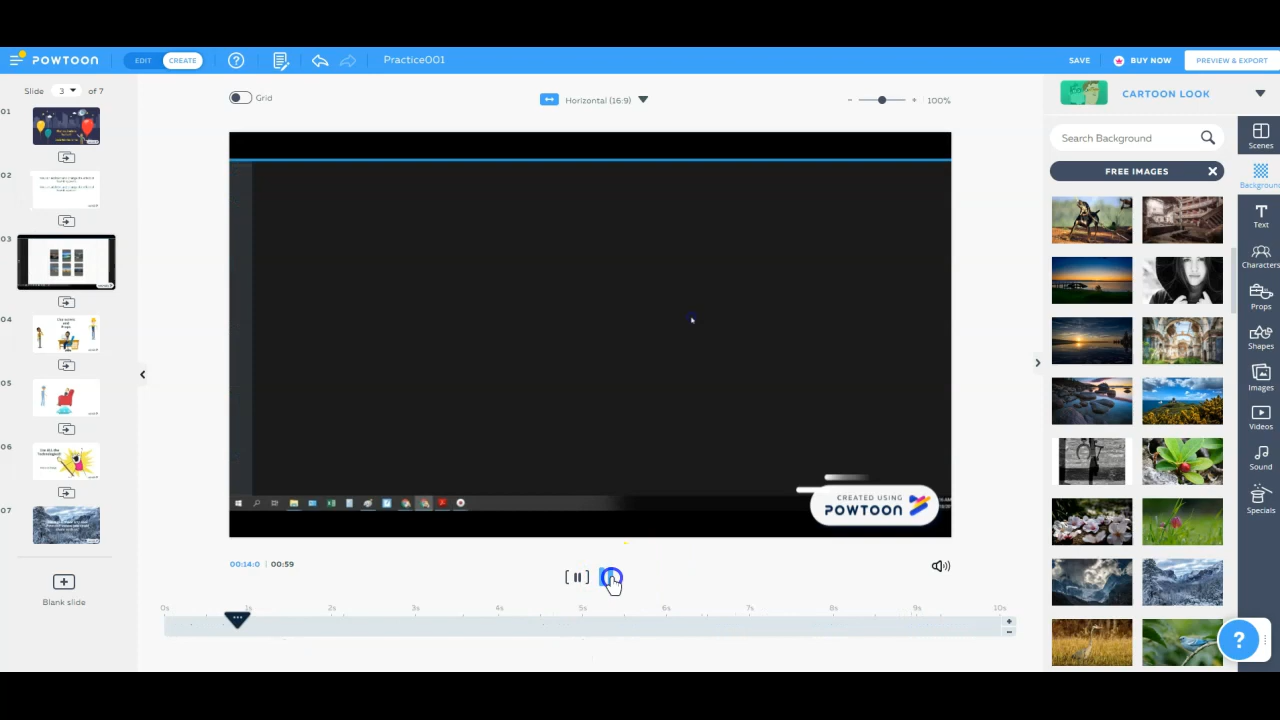 POWTOON
EDIT
CREATE
Practice001
SAVE
BUY NOW
PREVIEW & EXPORT
Slide 3 of 7
Grid
Horizontal (16:9)
- + 100%
CARTOON LOOK
Search Background
FREE IMAGES
Scenes
Background
Text
Characters
Props
Shapes
Images
Videos
Sound
Specials
01
02
03
04
05
06
07
Blank slide
CREATED USING
POWTOON
00:14:0 | 00:59
0s 1s 2s 3s 4s 5s 6s 7s 8s 9s 10s
?